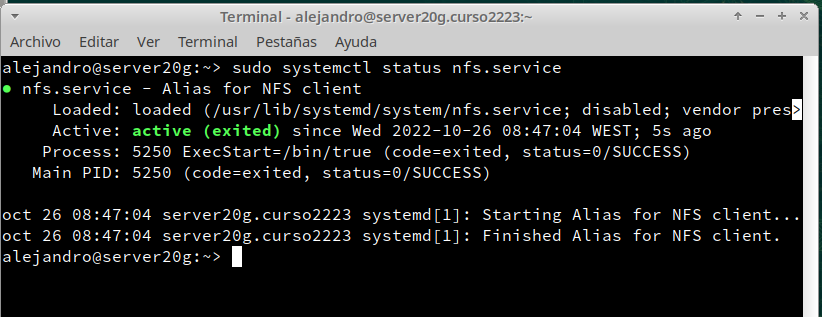 Terminal - alejandro@server20g.curso2223:~
Archivo Editar Ver Terminal Pestañas Ayuda
alejandro@server20g:~> sudo systemctl status nfs.service
● nfs.service - Alias for NFS client
Loaded: loaded (/usr/lib/systemd/system/nfs.service; disabled; vendor pres>
Active: active (exited) since Wed 2022-10-26 08:47:04 WEST; 5s ago
Process: 5250 ExecStart=/bin/true (code=exited, status=0/SUCCESS)
Main PID: 5250 (code=exited, status=0/SUCCESS)
oct 26 08:47:04 server20g.curso2223 systemd[1]: Starting Alias for NFS client...
oct 26 08:47:04 server20g.curso2223 systemd[1]: Finished Alias for NFS client.
alejandro@server20g:~>